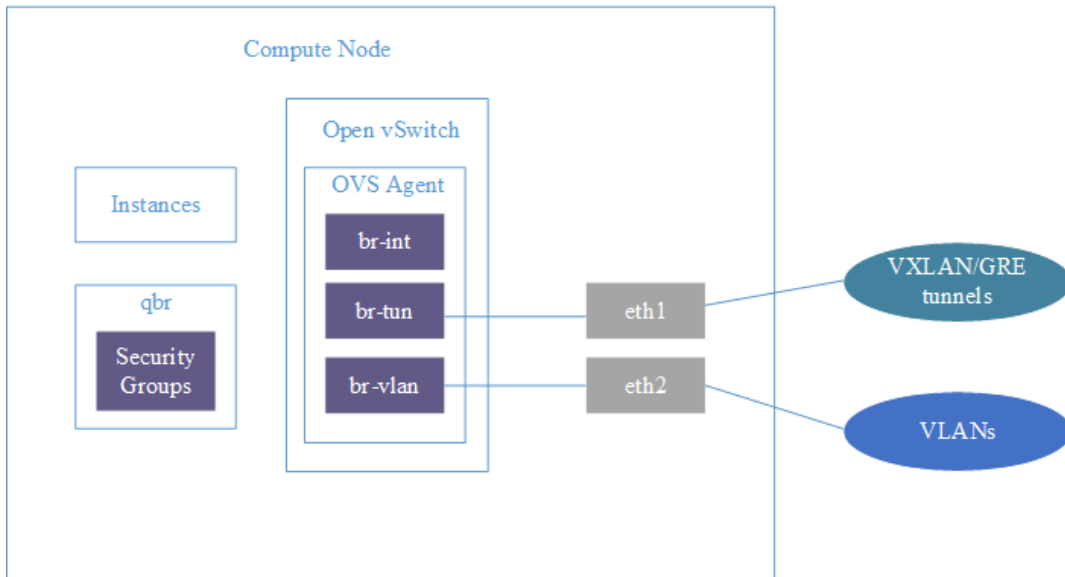 Compute Node
Open vSwitch
OVS Agent
Instances
br-int
VXLAN/GRE
tunnels
qbr
br-tun
eth1
Security
Groups
br-vlan
eth2
VLANs